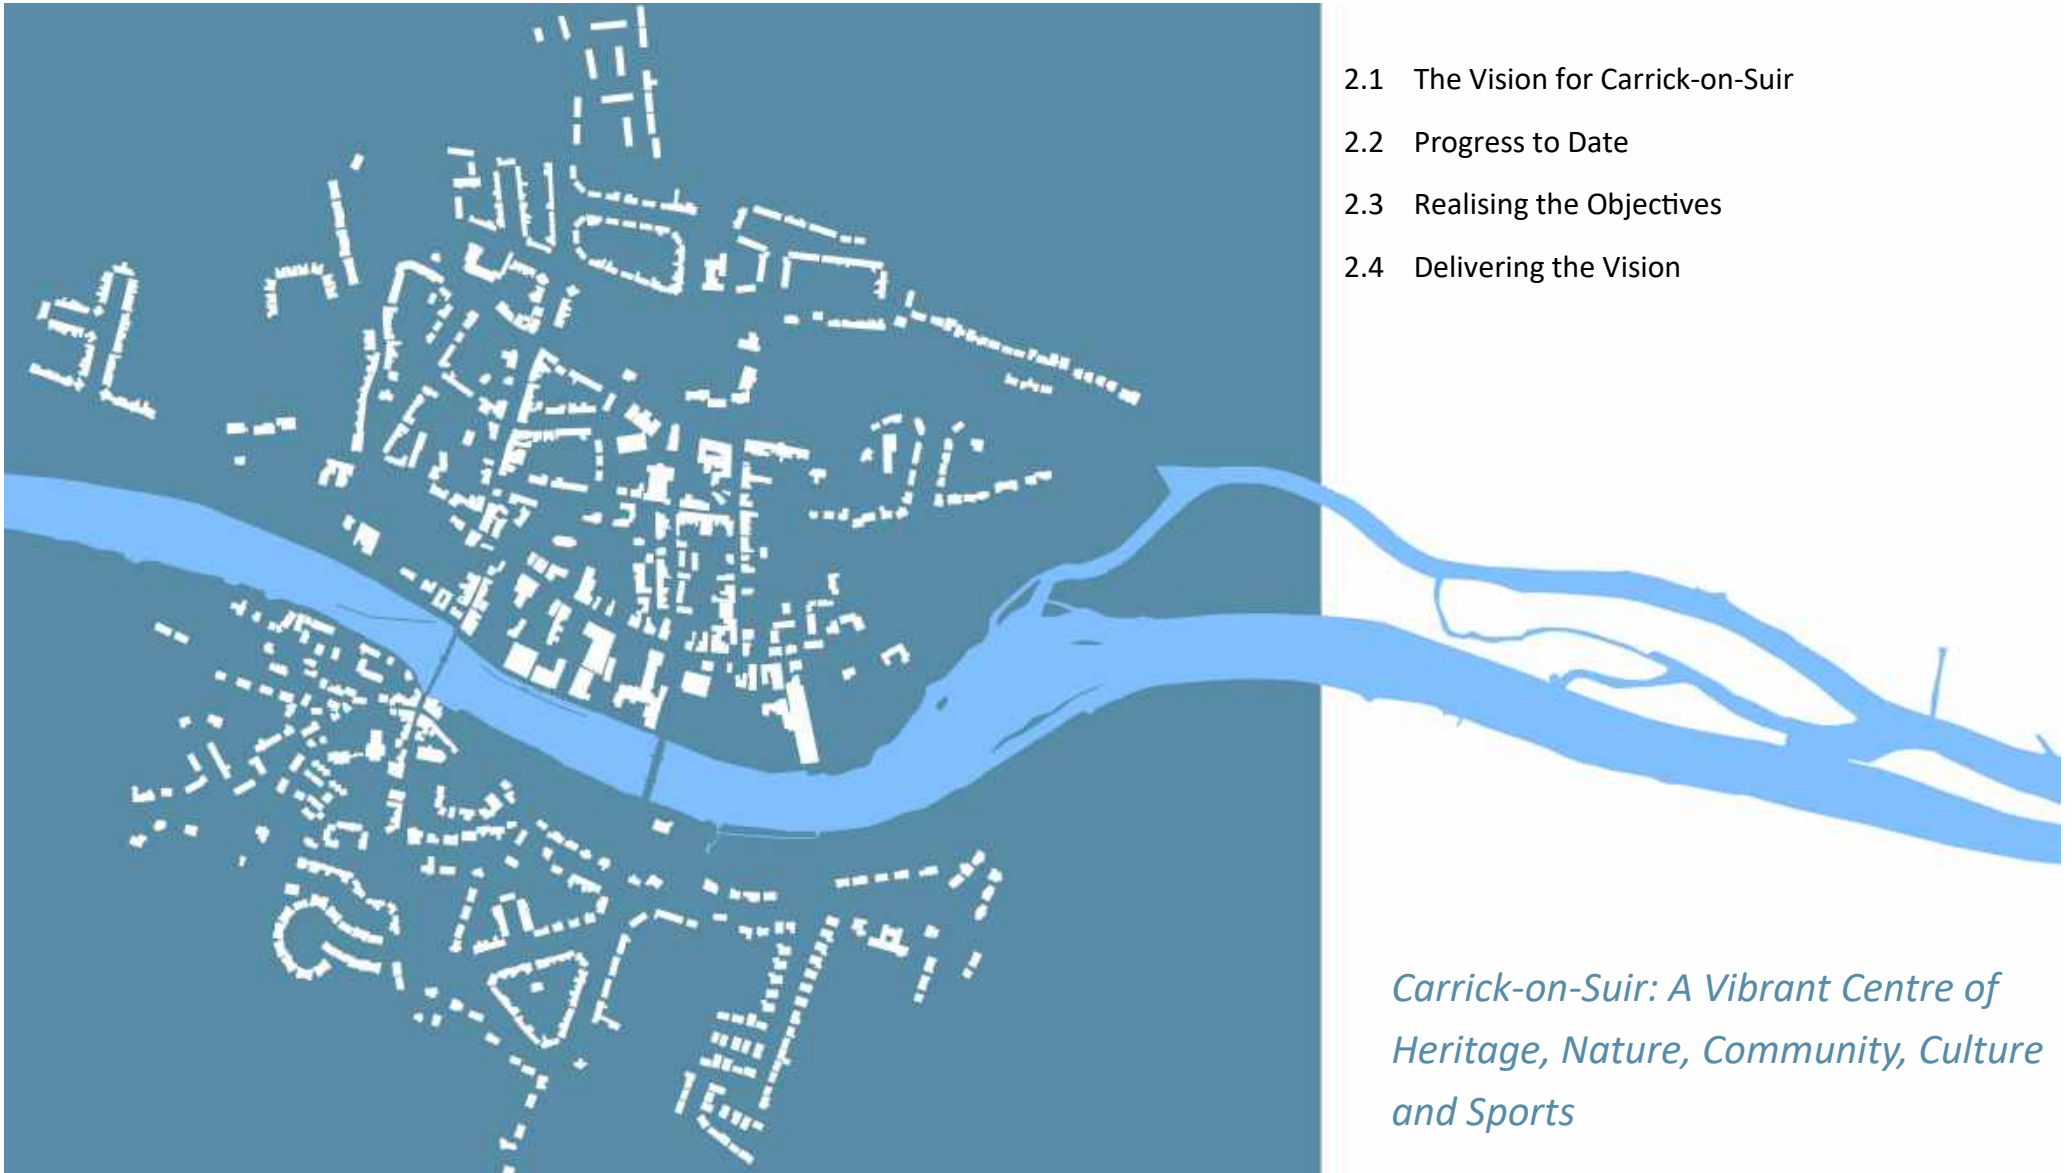 2.1 The Vision for Carrick-on-Suir
2.2 Progress to Date
2.3 Realising the Objectives
2.4 Delivering the Vision
Carrick-on-Suir: A Vibrant Centre of
Heritage, Nature, Community, Culture
and Sports